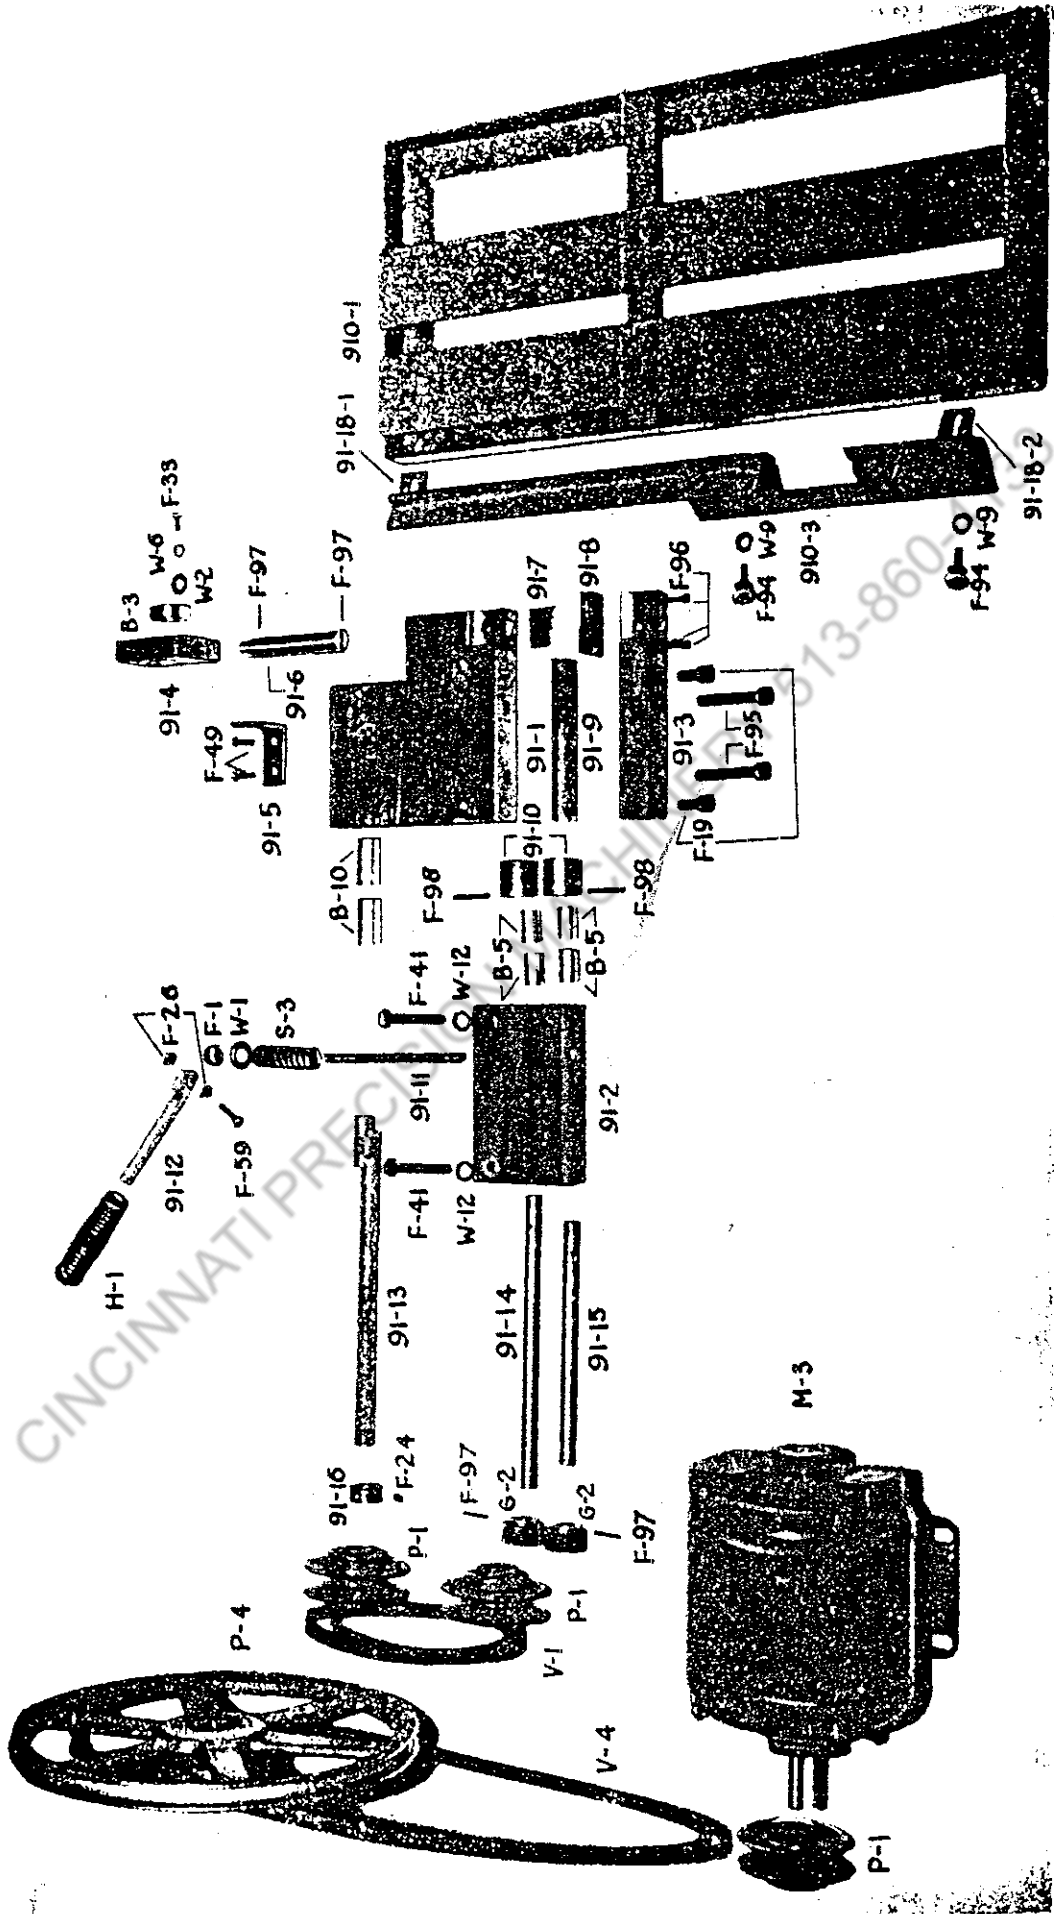 H-1
B-3
91-12
F-26
91-4
W-6
F-33
F-1
F-49
W-2
P-4
F-59
W-1
F-97
91-5
S-3
91-6
91-16
B-10
F-97
91-18-1
910-1
F-24
91-13
P-1
F-41
91-11
F-41
F-98
F-97
W-12
W-12
G-2
91-14
B-5
91-10
91-1
91-7
V-1
P-1
G-2
91-15
B-5
91-9
91-8
V-4
F-97
91-2
F-98
91-3
F-96
F-19
F-95
F-94
W-9
M-3
910-3
P-1
F-94
W-9
91-18-2
CINCINNATI PRECISION MACHINERY 513-860-4133